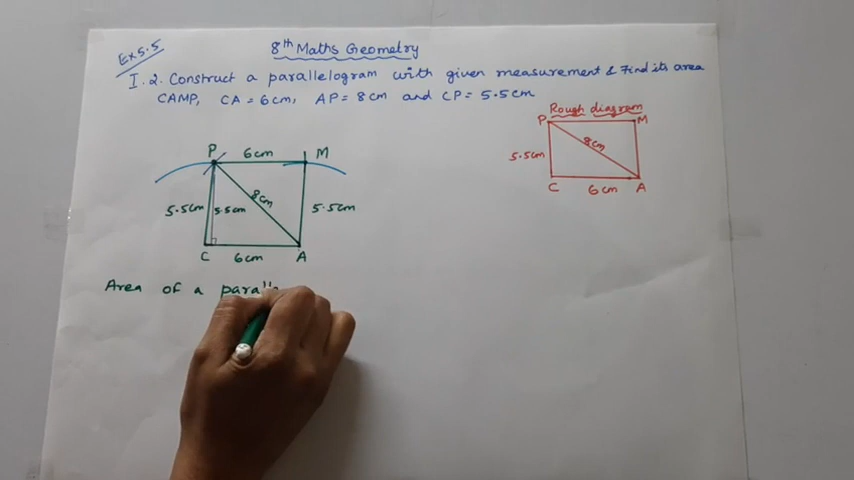 Ex 5.5
8th Maths Geometry
I. 2. Construct a parallelogram with given measurement & Find its area
CAMP, CA = 6cm, AP = 8cm and CP = 5.5cm
Rough diagram
P M
8cm
5.5cm
C 6cm A
P 6cm M
8cm
5.5cm 5.5cm 5.5cm
C 6cm A
Area of a paralle